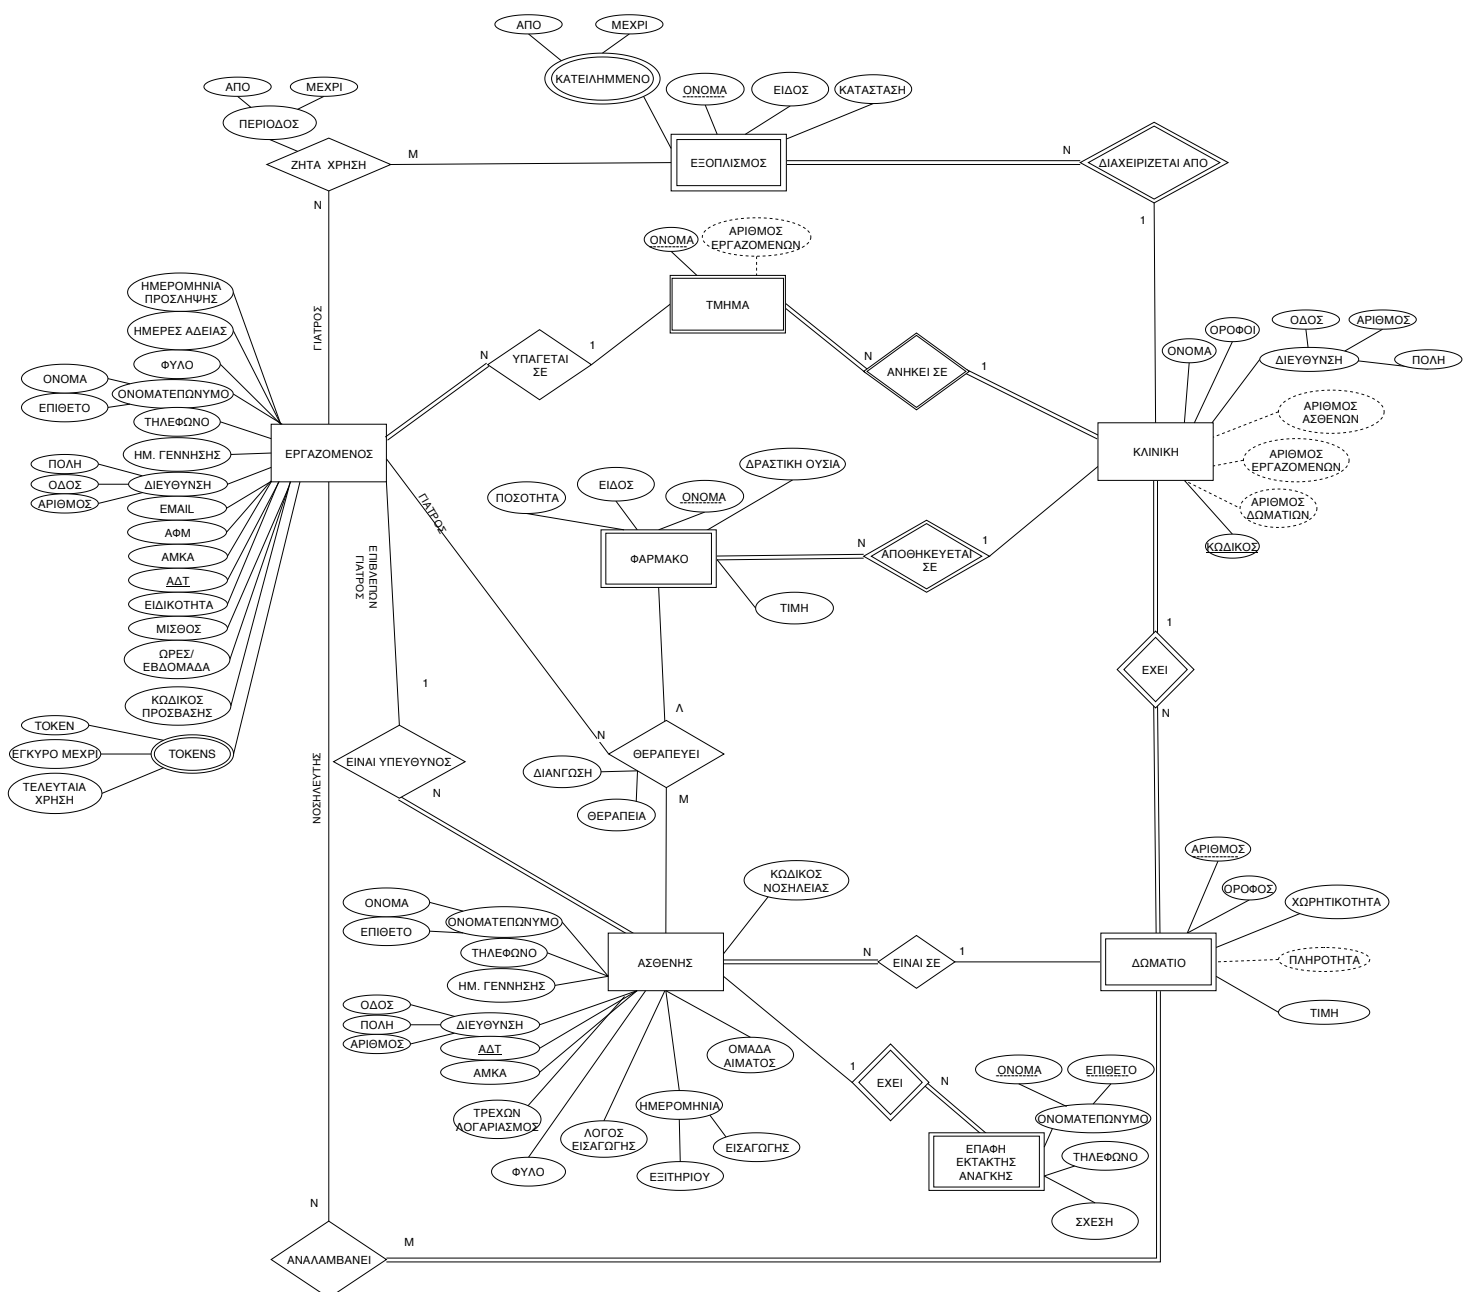 ΑΠΟ
ΜΕΧΡΙ
ΚΑΤΕΙΛΗΜΜΕΝΟ
ΑΠΟ
ΜΕΧΡΙ
ΠΕΡΙΟΔΟΣ
ΟΝΟΜΑ
ΕΙΔΟΣ
ΚΑΤΑΣΤΑΣΗ
ΖΗΤΑ ΧΡΗΣΗ
Μ
ΕΞΟΠΛΙΣΜΟΣ
Ν
ΔΙΑΧΕΙΡΙΖΕΤΑΙ ΑΠΟ
Ν
1
ΟΝΟΜΑ
ΑΡΙΘΜΟΣ
ΕΡΓΑΖΟΜΕΝΩΝ
ΤΜΗΜΑ
ΓΙΑΤΡΟΣ
Ν
ΥΠΑΓΕΤΑΙ
ΣΕ
1
Ν
ΑΝΗΚΕΙ ΣΕ
1
ΗΜΕΡΟΜΗΝΙΑ
ΠΡΟΣΛΗΨΗΣ
ΗΜΕΡΕΣ ΑΔΕΙΑΣ
ΦΥΛΟ
ΟΝΟΜΑ
ΕΠΙΘΕΤΟ
ΟΝΟΜΑΤΕΠΩΝΥΜΟ
ΤΗΛΕΦΩΝΟ
ΗΜ. ΓΕΝΝΗΣΗΣ
ΠΟΛΗ
ΟΔΟΣ
ΑΡΙΘΜΟΣ
ΔΙΕΥΘΥΝΣΗ
EMAIL
ΑΦΜ
ΑΜΚΑ
ΑΔΤ
ΕΙΔΙΚΟΤΗΤΑ
ΜΙΣΘΟΣ
ΩΡΕΣ/
ΕΒΔΟΜΑΔΑ
ΚΩΔΙΚΟΣ
ΠΡΟΣΒΑΣΗΣ
TOKEN
ΕΓΚΥΡΟ ΜΕΧΡΙ
ΤΕΛΕΥΤΑΙΑ
ΧΡΗΣΗ
TOKENS
ΕΡΓΑΖΟΜΕΝΟΣ
ΟΝΟΜΑ
ΟΡΟΦΟΙ
ΟΔΟΣ
ΑΡΙΘΜΟΣ
ΔΙΕΥΘΥΝΣΗ
ΠΟΛΗ
ΑΡΙΘΜΟΣ
ΑΣΘΕΝΩΝ
ΚΛΙΝΙΚΗ
ΑΡΙΘΜΟΣ
ΕΡΓΑΖΟΜΕΝΩΝ
ΑΡΙΘΜΟΣ
ΔΩΜΑΤΙΩΝ
ΚΩΔΙΚΟΣ
ΓΙΑΤΡΟΣ
ΠΟΣΟΤΗΤΑ
ΕΙΔΟΣ
ΟΝΟΜΑ
ΔΡΑΣΤΙΚΗ ΟΥΣΙΑ
ΦΑΡΜΑΚΟ
ΤΙΜΗ
Ν
ΑΠΟΘΗΚΕΥΕΤΑΙ
ΣΕ
1
ΕΠΙΒΛΕΠΩΝ
ΓΙΑΤΡΟΣ
1
ΕΙΝΑΙ ΥΠΕΥΘΥΝΟΣ
Ν
Λ
Ν
ΘΕΡΑΠΕΥΕΙ
ΔΙΑΝΓΩΣΗ
ΘΕΡΑΠΕΙΑ
Μ
1
ΕΧΕΙ
Ν
ΝΟΣΗΛΕΥΤΗΣ
ΑΡΙΘΜΟΣ
ΟΡΟΦΟΣ
ΧΩΡΗΤΙΚΟΤΗΤΑ
ΔΩΜΑΤΙΟ
ΠΛΗΡΟΤΗΤΑ
ΤΙΜΗ
ΚΩΔΙΚΟΣ
ΝΟΣΗΛΕΙΑΣ
ΟΝΟΜΑ
ΕΠΙΘΕΤΟ
ΟΝΟΜΑΤΕΠΩΝΥΜΟ
ΤΗΛΕΦΩΝΟ
ΗΜ. ΓΕΝΝΗΣΗΣ
ΑΣΘΕΝΗΣ
Ν
ΕΙΝΑΙ ΣΕ
1
ΟΔΟΣ
ΠΟΛΗ
ΑΡΙΘΜΟΣ
ΔΙΕΥΘΥΝΣΗ
ΑΔΤ
ΑΜΚΑ
ΤΡΕΧΩΝ
ΛΟΓΑΡΙΑΣΜΟΣ
ΦΥΛΟ
ΛΟΓΟΣ
ΕΙΣΑΓΩΓΗΣ
ΗΜΕΡΟΜΗΝΙΑ
ΕΞΙΤΗΡΙΟΥ
ΕΙΣΑΓΩΓΗΣ
ΟΜΑΔΑ
ΑΙΜΑΤΟΣ
1
ΕΧΕΙ
Ν
ΟΝΟΜΑ
ΕΠΙΘΕΤΟ
ΟΝΟΜΑΤΕΠΩΝΥΜΟ
ΕΠΑΦΗ
ΕΚΤΑΚΤΗΣ
ΑΝΑΓΚΗΣ
ΤΗΛΕΦΩΝΟ
ΣΧΕΣΗ
Ν
ΑΝΑΛΑΜΒΑΝΕΙ
Μ